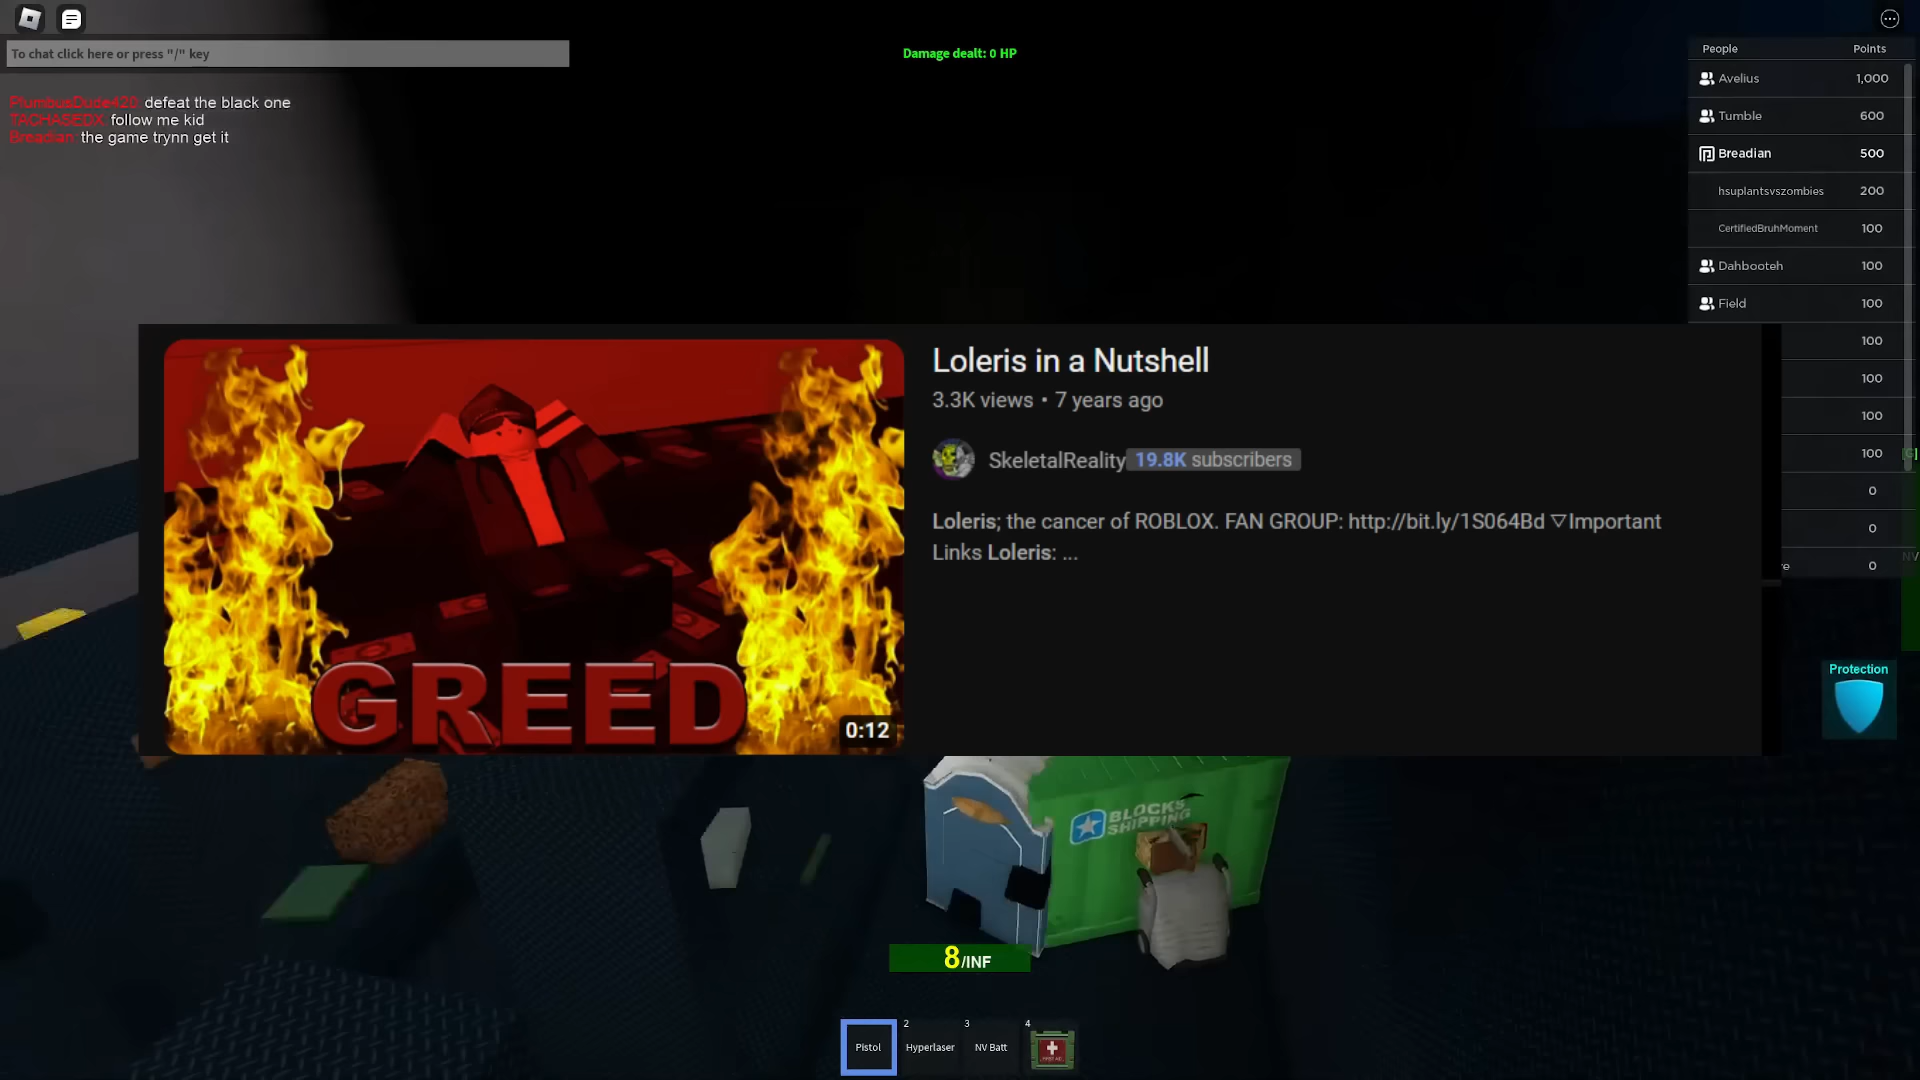 To chat click here or press "/" key
Damage dealt: 0 HP
PlumbusDude420: defeat the black one
TACHASEDX: follow me kid
Breadian: the game trynn get it
People Points
Avelius 1,000
Tumble 600
Breadian 500
hsuplantsvszombies 200
CertifiedBruhMoment 100
Dahbooteh 100
Field 100
100
100
100
100
0
0
0
Loleris in a Nutshell
3.3K views • 7 years ago
SkeletalReality 19.8K subscribers
Loleris; the cancer of ROBLOX. FAN GROUP: http://bit.ly/1S064Bd ▽Important
Links Loleris: ...
GREED
0:12
NV
Protection
BLOCKS
SHIPPING
8/INF
Pistol
2 Hyperlaser
3 NV Batt
4